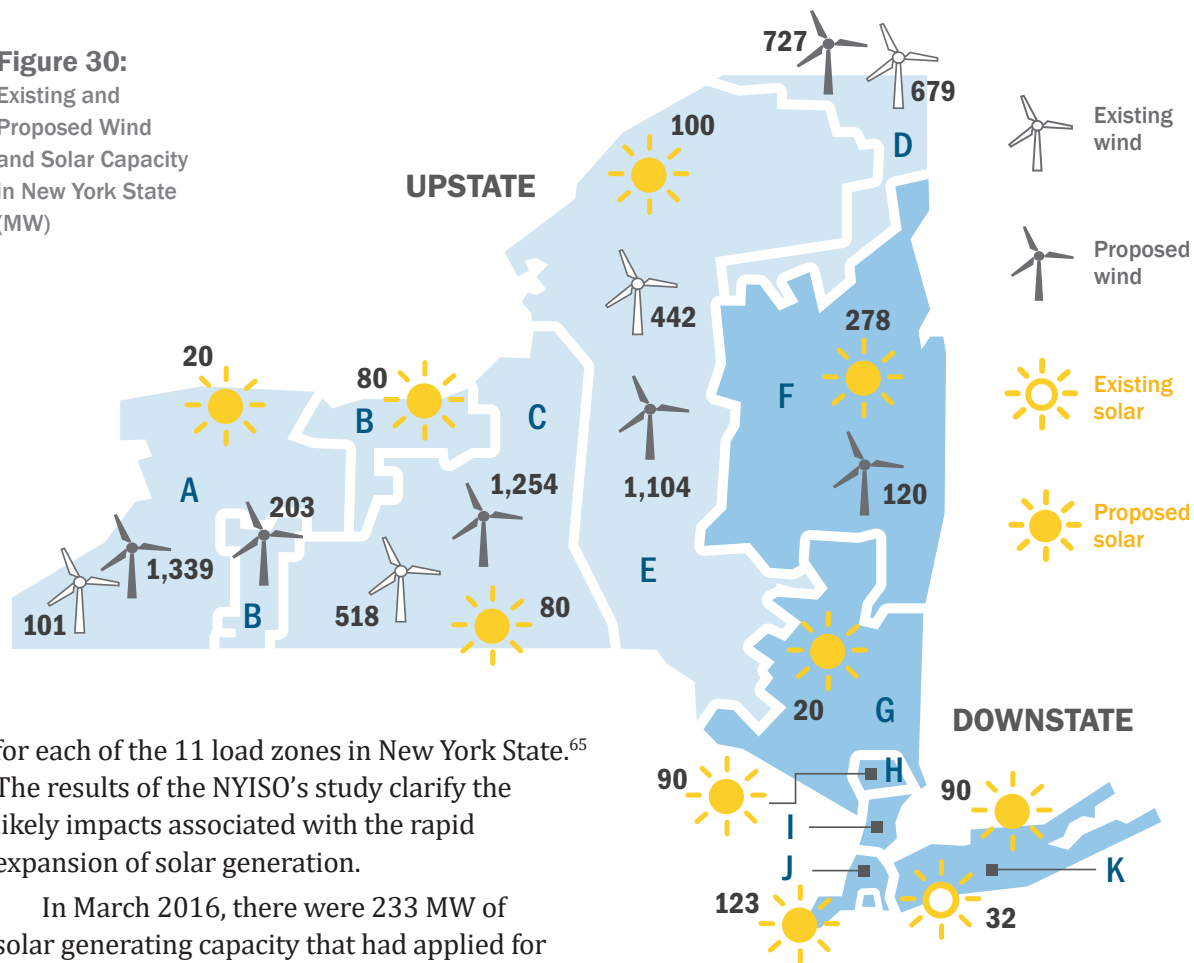 Figure 30:
Existing and
Proposed Wind
and Solar Capacity
in New York State
(MW)
UPSTATE
727
679
D
100
442
Existing
wind
Proposed
wind
Existing
solar
Proposed
solar
278
F
120
20
80
B
C
A
203
1,254
1,104
1,339
101
B
518
80
E
20
G
DOWNSTATE
90
H
90
I
J
K
123
32
for each of the 11 load zones in New York State.65
The results of the NYISO's study clarify the
likely impacts associated with the rapid
expansion of solar generation.
In March 2016, there were 233 MW of
solar generating capacity that had applied for